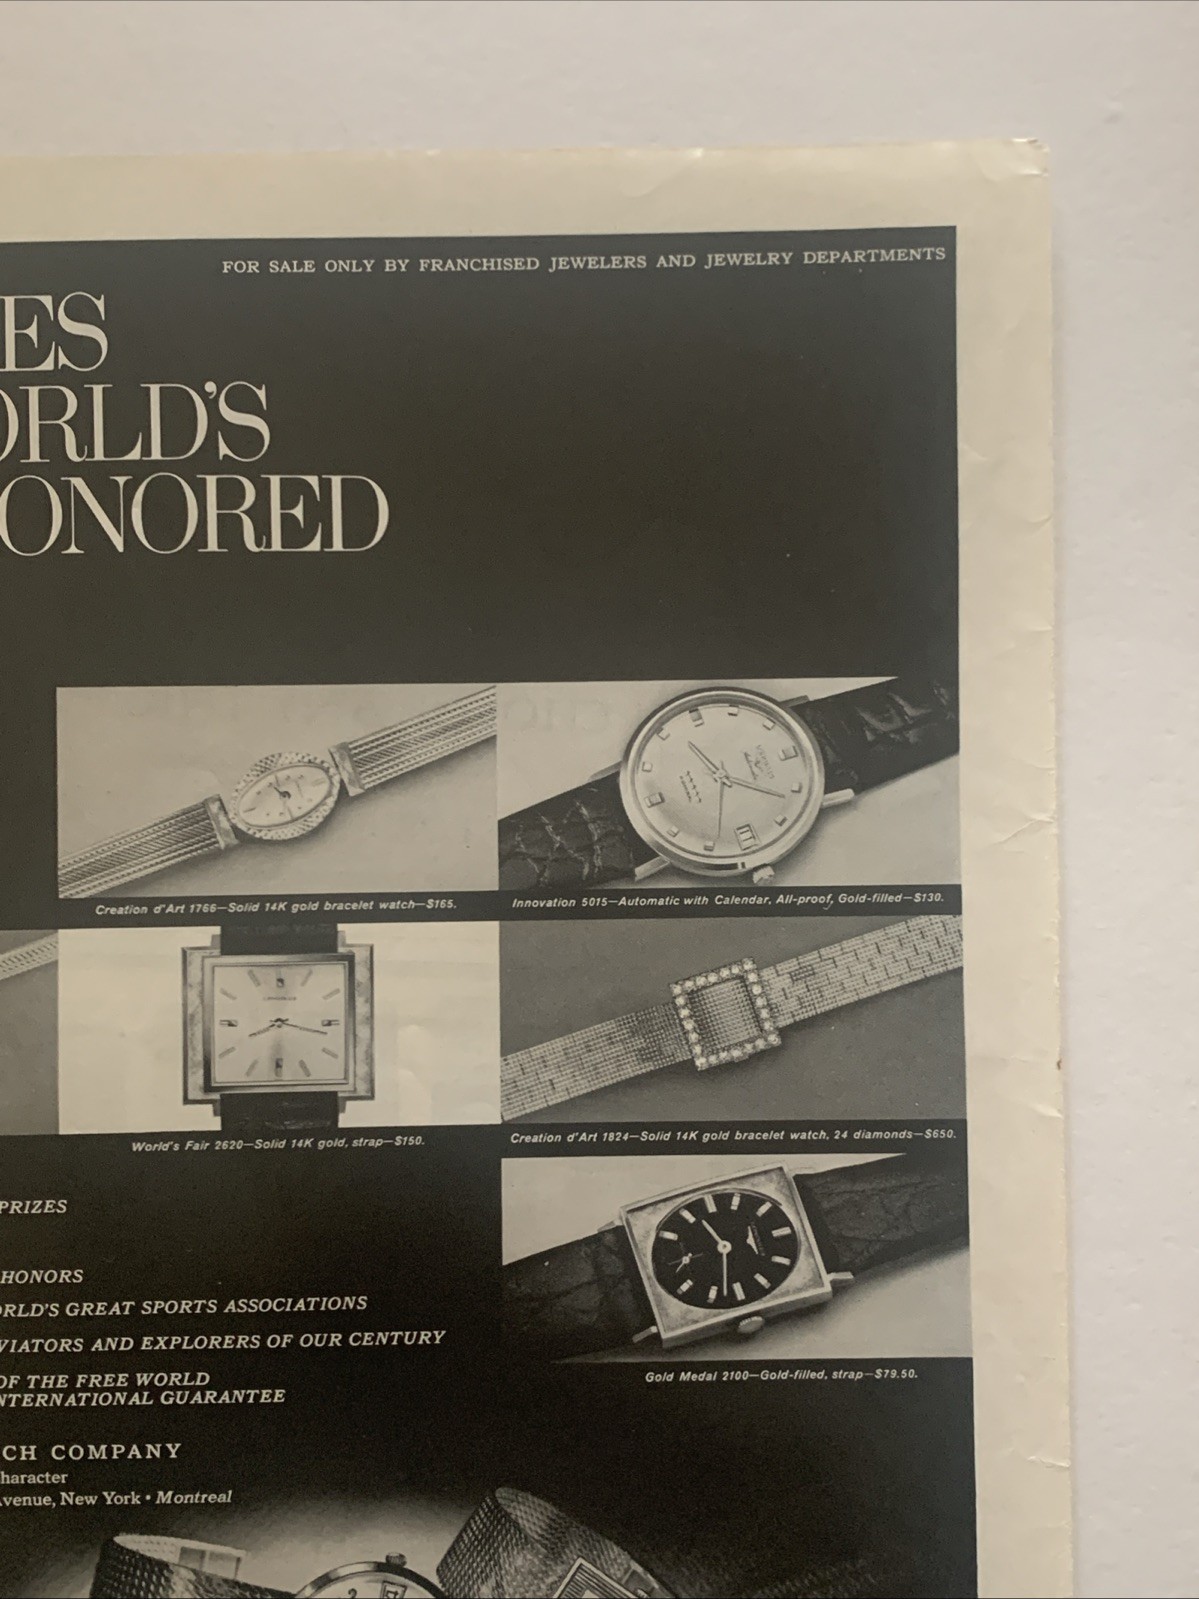 FOR SALE ONLY BY FRANCHISED JEWELERS AND JEWELRY DEPARTMENTS
ES
ORLD'S
ONORED
Creation d'Art 1766—Solid 14K gold bracelet watch—$165.
Innovation 5015—Automatic with Calendar, All-proof, Gold-filled—$130.
World's Fair 2620—Solid 14K gold, strap—$150.
Creation d'Art 1824—Solid 14K gold bracelet watch, 24 diamonds—$650.
PRIZES
HONORS
ORLD'S GREAT SPORTS ASSOCIATIONS
VIATORS AND EXPLORERS OF OUR CENTURY
OF THE FREE WORLD
NTERNATIONAL GUARANTEE
Gold Medal 2100—Gold-filled, strap—$79.50.
CH COMPANY
haracter
venue, New York • Montreal